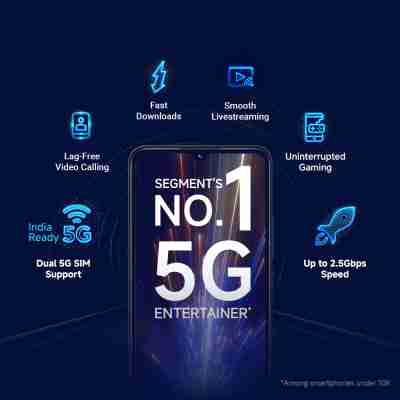 Fast
Downloads
Smooth
Livestreaming
Lag-Free
Video Calling
Uninterrupted
Gaming
SEGMENT'S
NO.1
5G
ENTERTAINER*
India
Ready 5G
Dual 5G SIM
Support
Up to 2.5Gbps
Speed
*Among smartphones under 10K